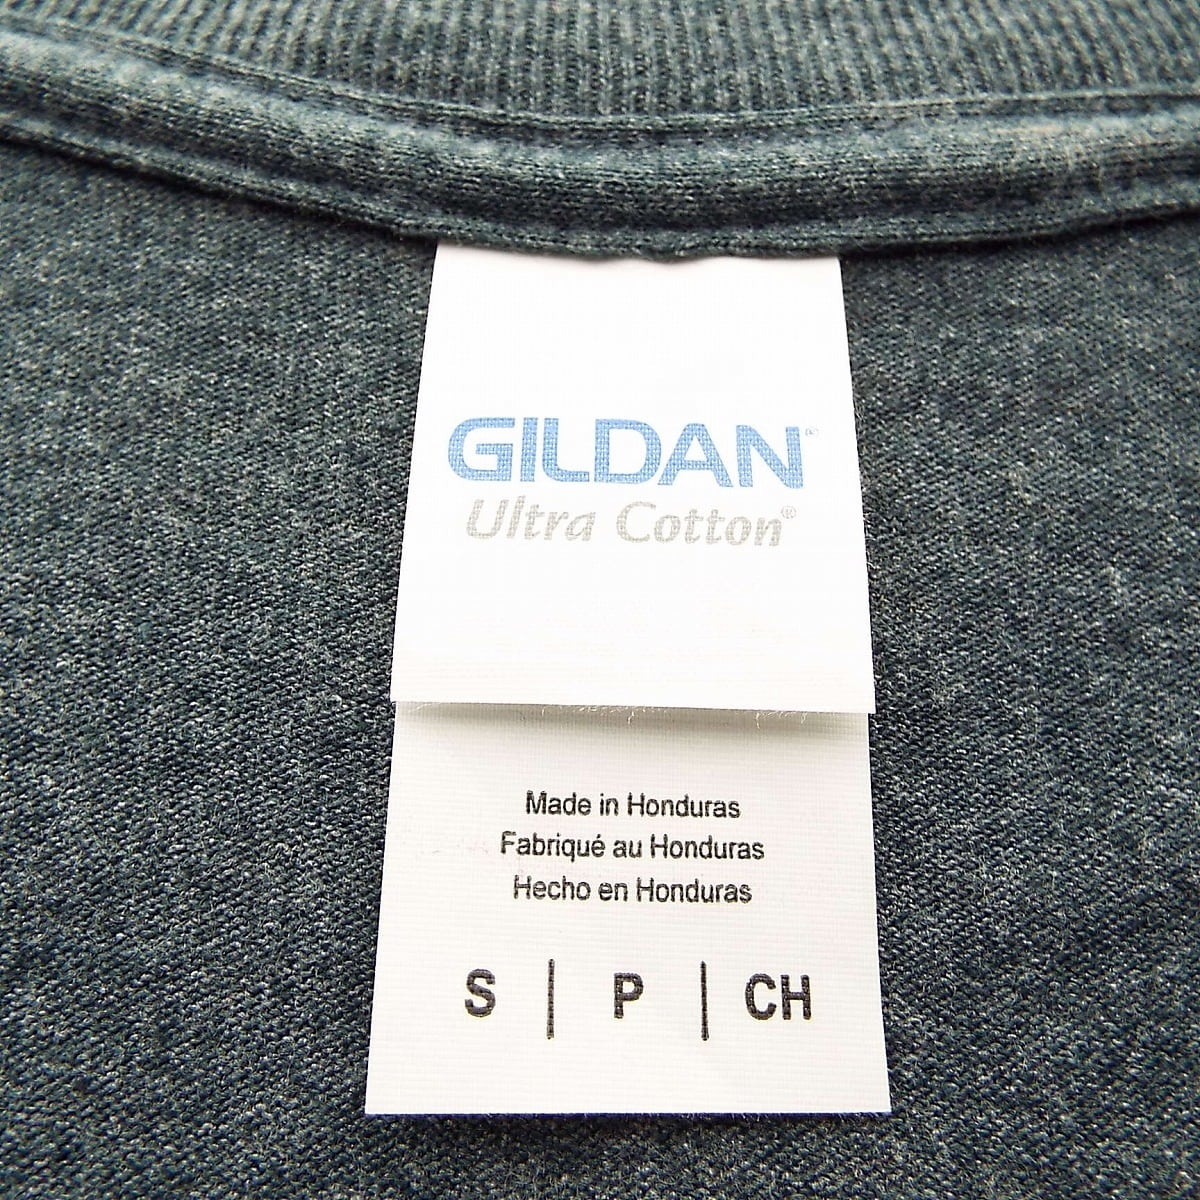 GILDAN®
Ultra Cotton®
Made in Honduras
Fabriqué au Honduras
Hecho en Honduras
S | P | CH